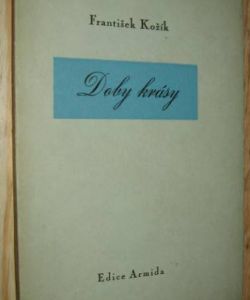 František Kožík
Doby krásy
Edice Armida